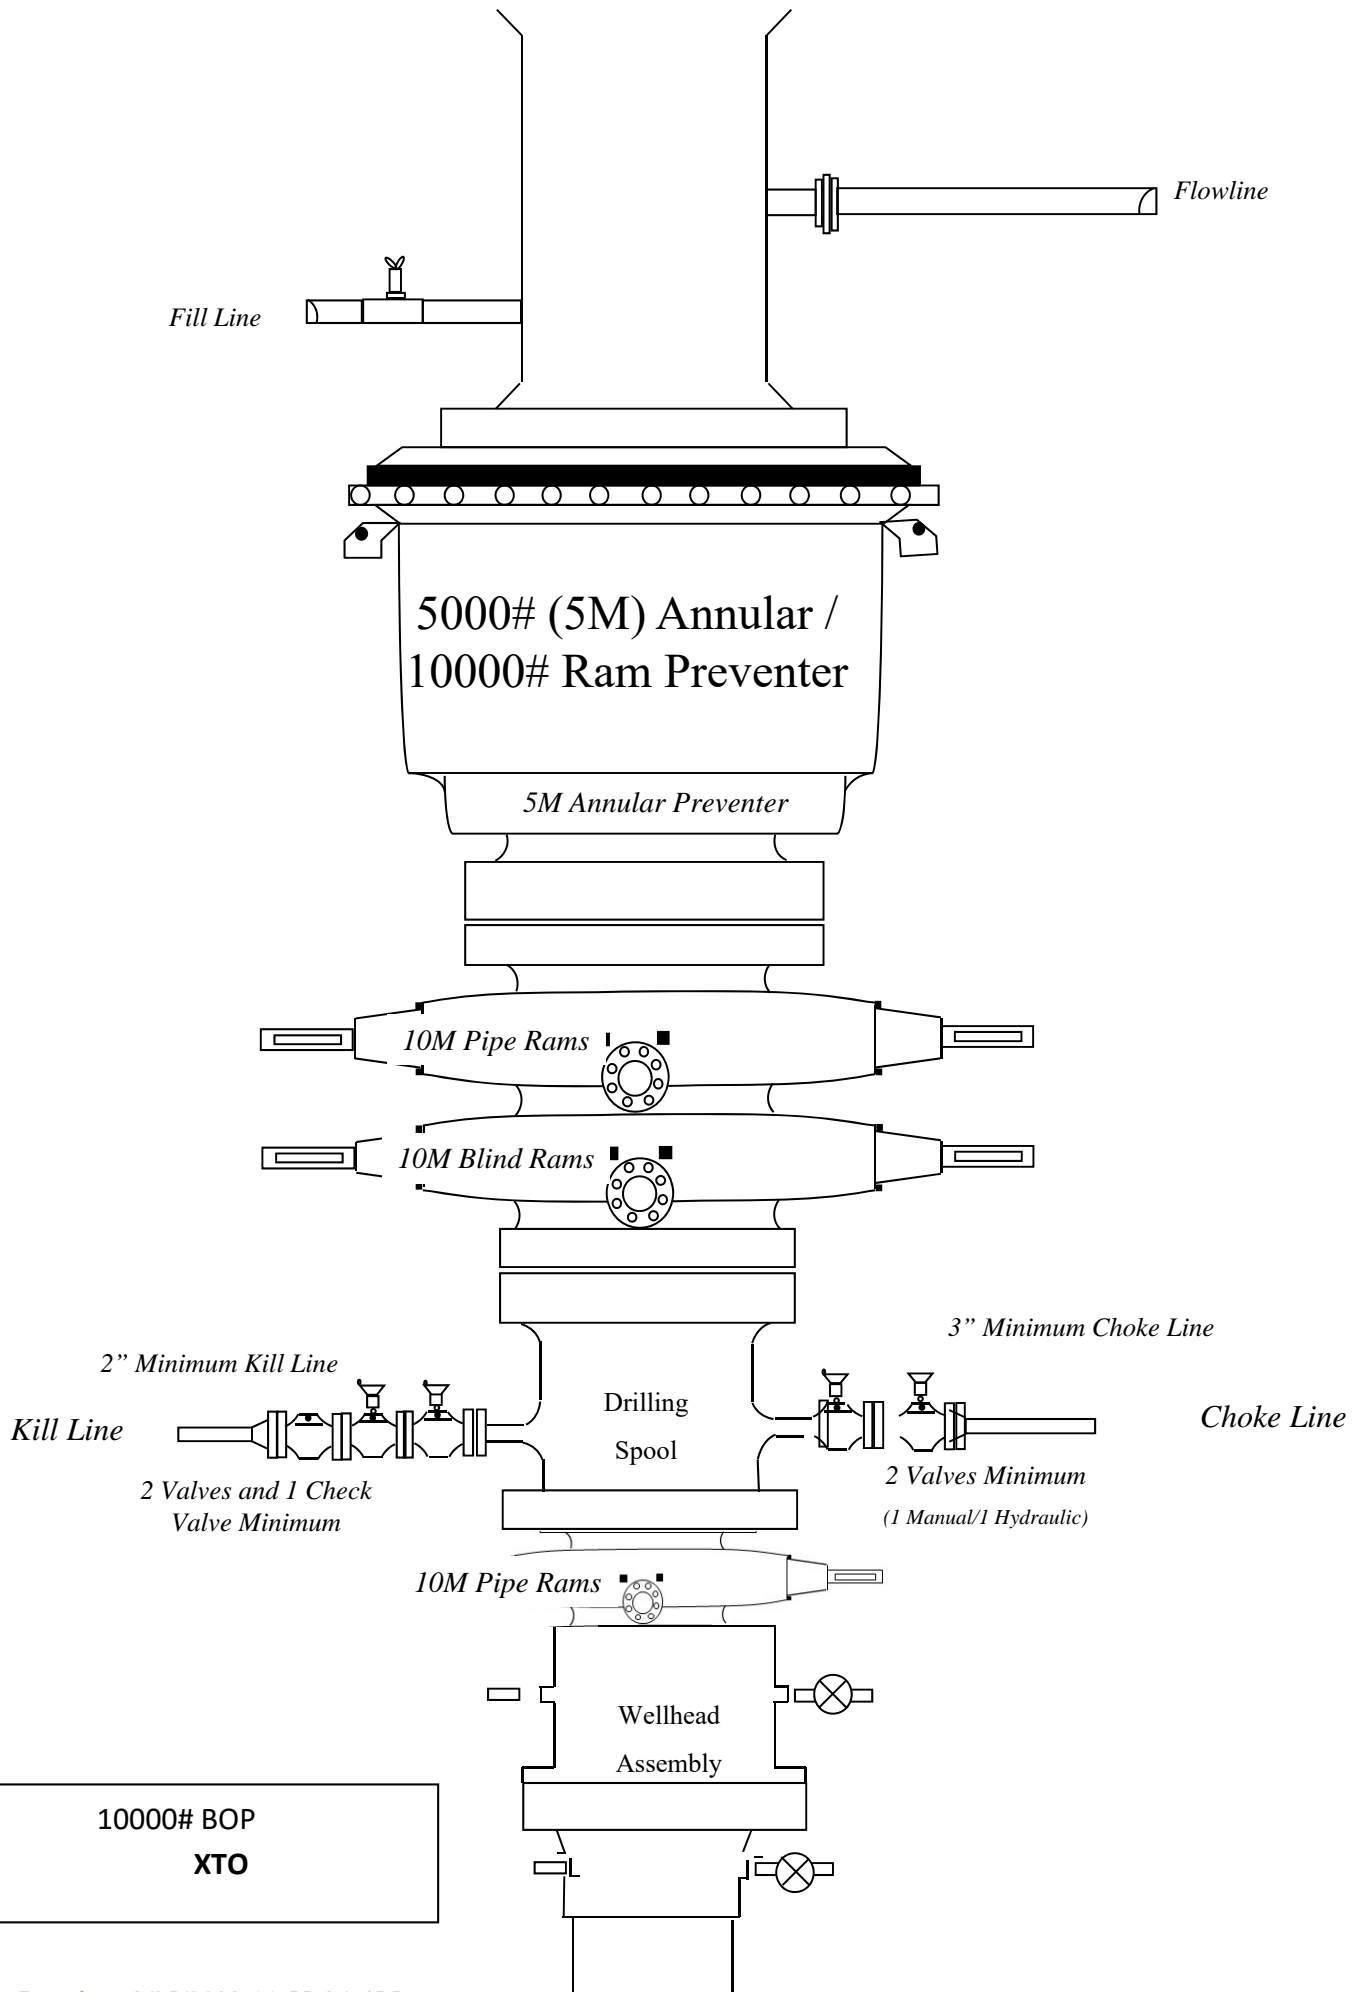 Flowline
Fill Line
5000# (5M) Annular /
10000# Ram Preventer
5M Annular Preventer
10M Pipe Rams
10M Blind Rams
3” Minimum Choke Line
2” Minimum Kill Line
Drilling
Spool
Kill Line
Choke Line
2 Valves Minimum
(1 Manual/1 Hydraulic)
2 Valves and 1 Check
Valve Minimum
10M Pipe Rams
Wellhead
Assembly
10000# BOP
XTO